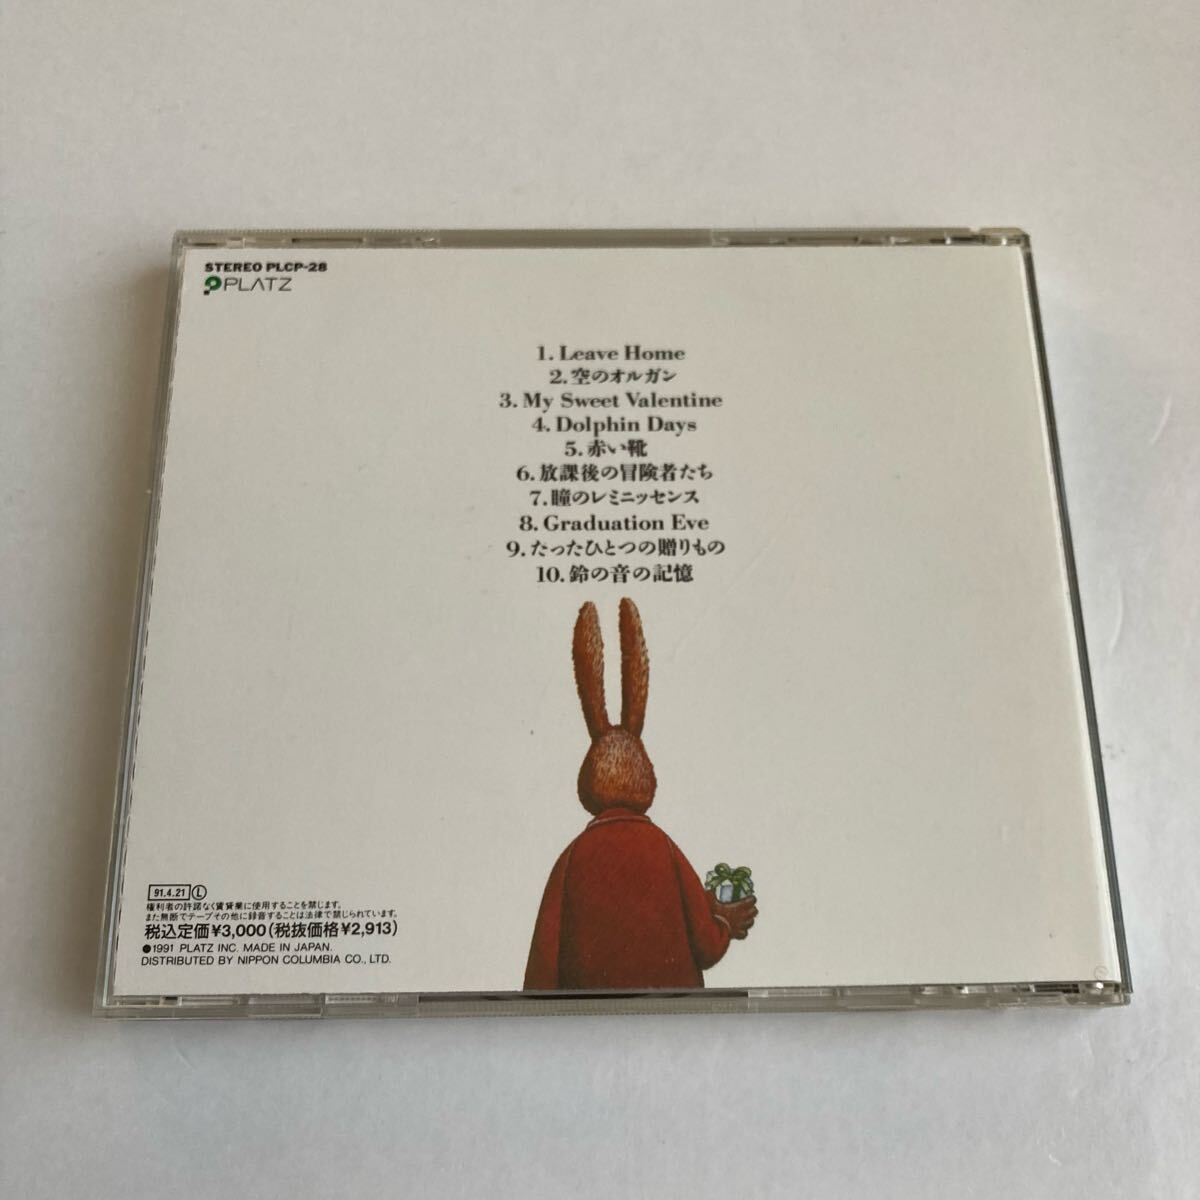 STEREO PLCP-28
PLATZ
1. Leave Home
2. 空のオルガン
3. My Sweet Valentine
4. Dolphin Days
5. 赤い靴
6. 放課後の冒険者たち
7. 瞳のレミニッセンス
8. Graduation Eve
9. たったひとつの贈りもの
10. 鈴の音の記憶
91.4.21 Ⓛ
権利者の許諾なく賃貸業に使用することを禁じます。
また無断でテープその他に録音することは法律で禁じられています。
税込定価¥3,000(税抜価格¥2,913)
℗1991 PLATZ INC. MADE IN JAPAN.
DISTRIBUTED BY NIPPON COLUMBIA CO., LTD.